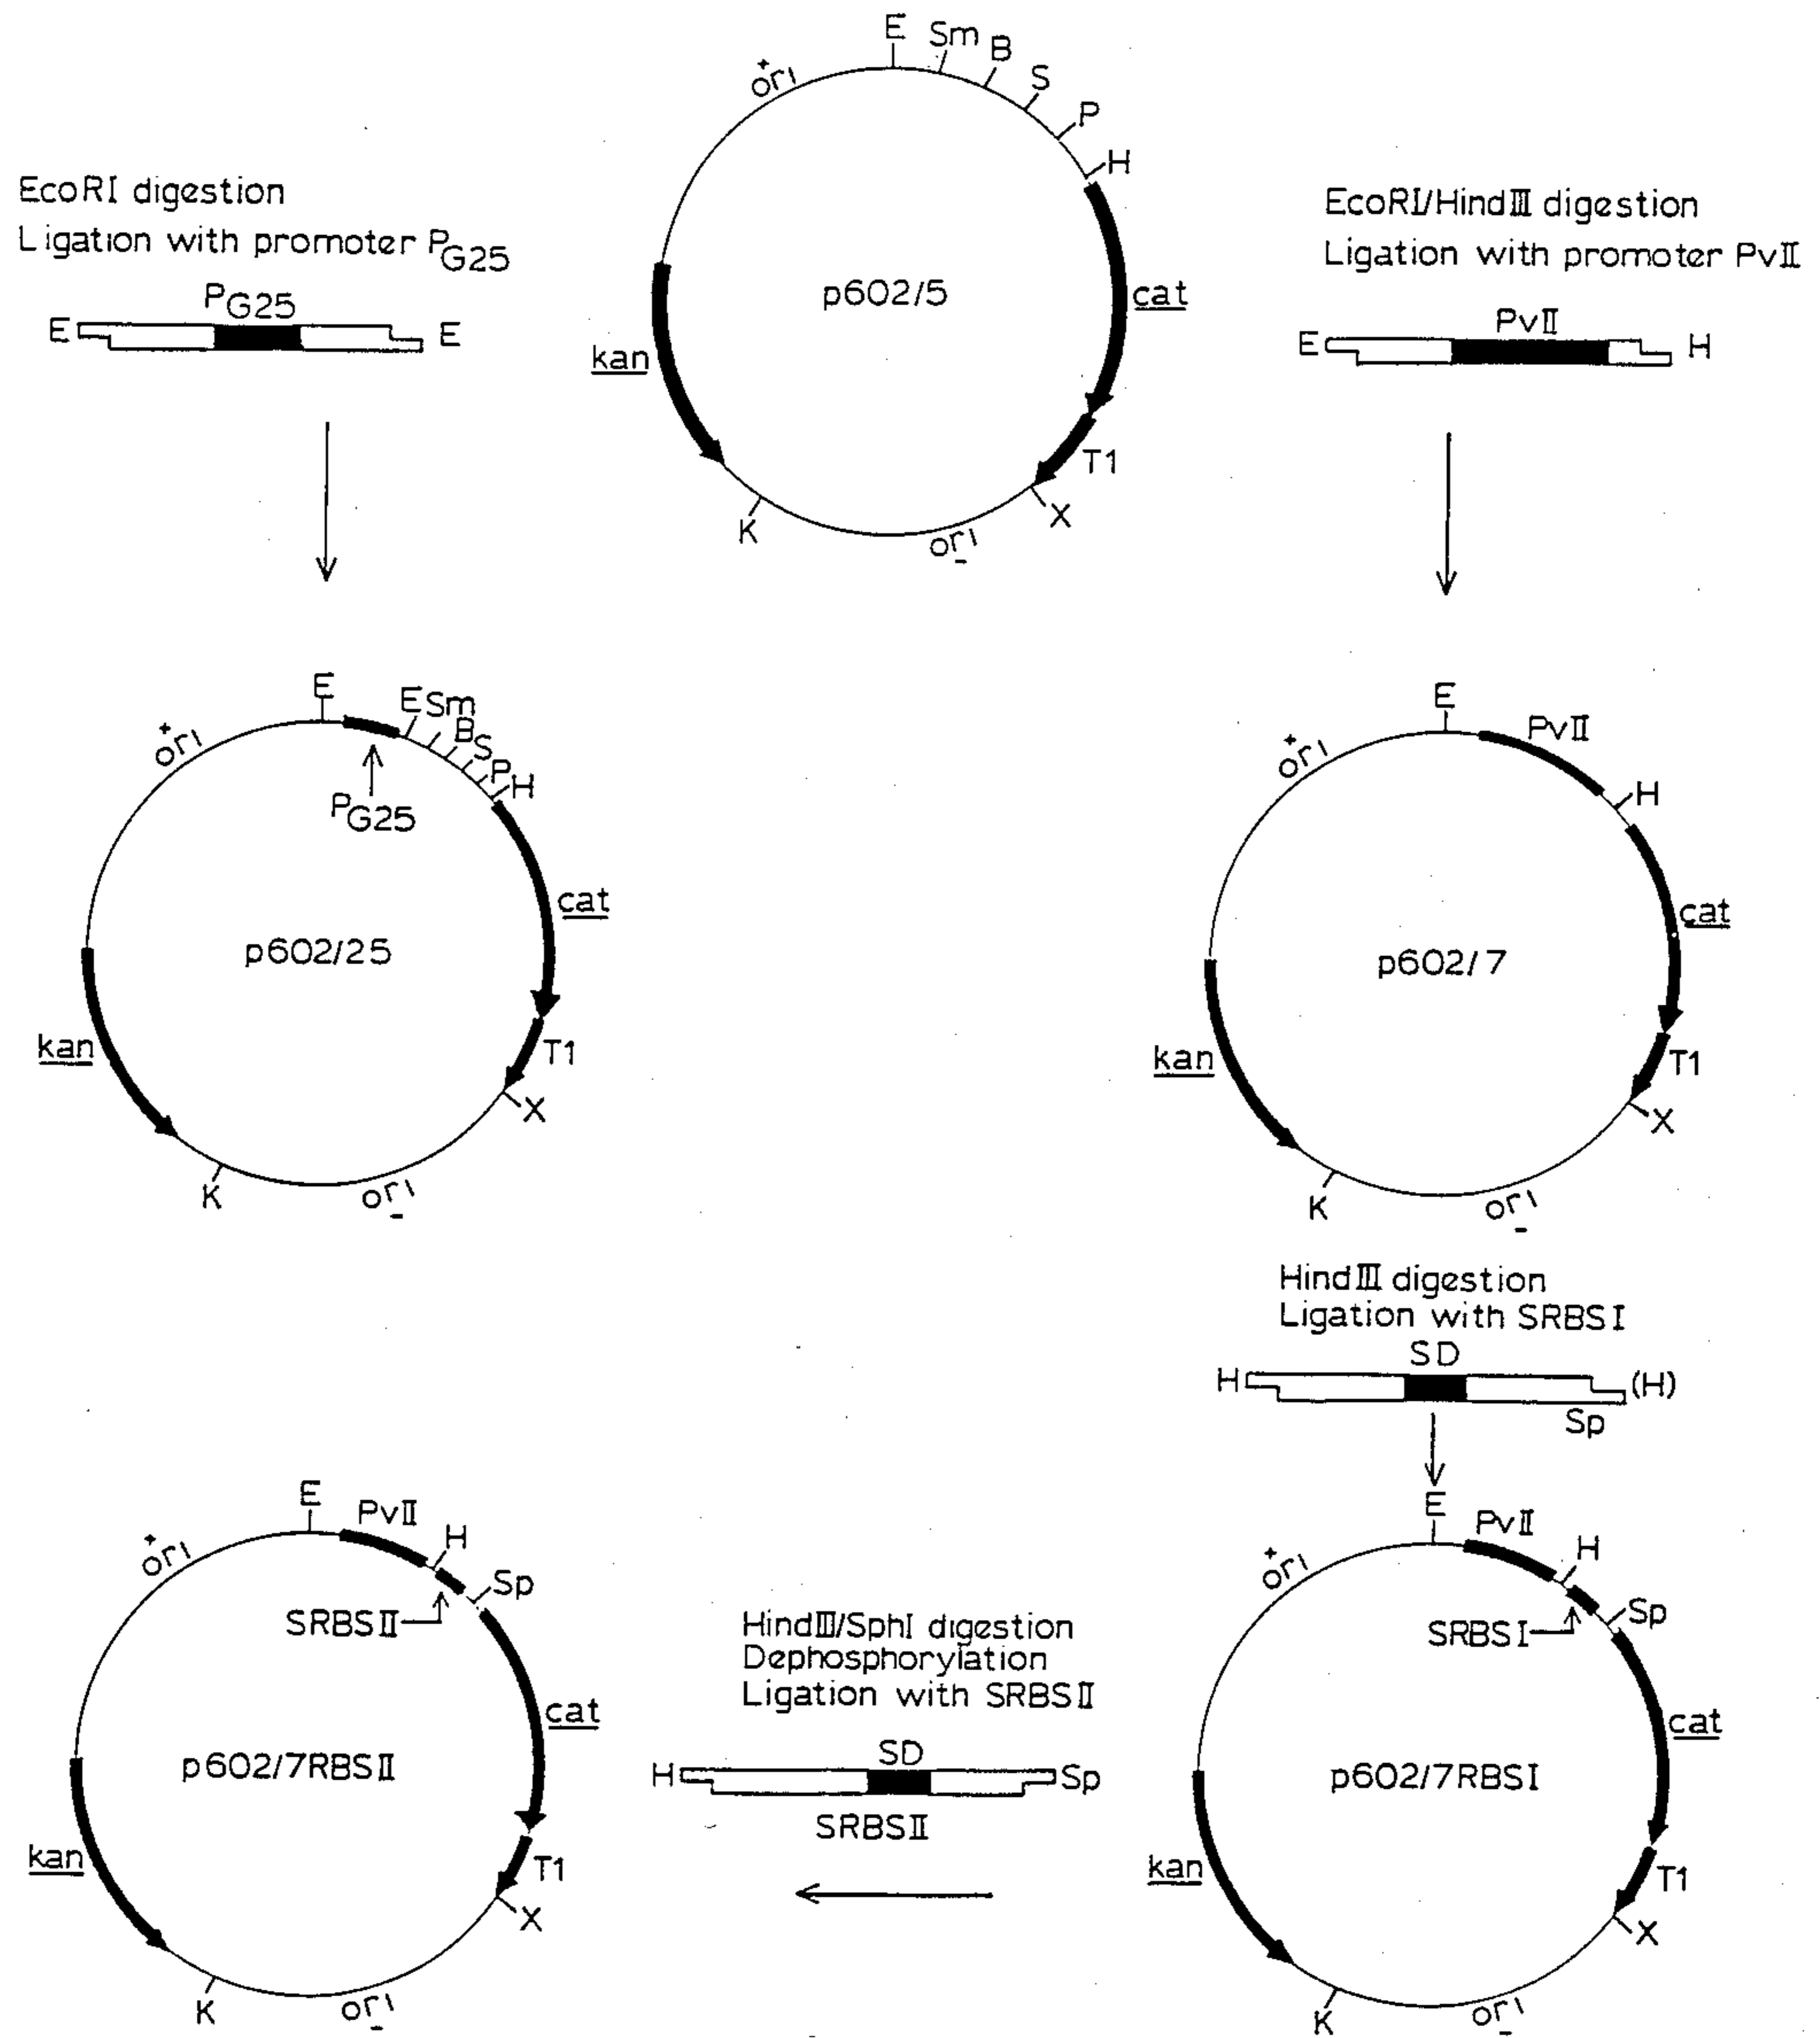 E
Sm
B
S
P
H
+
ori
cat
T1
X
ori
-
K
kan
p602/5
EcoRI digestion
Ligation with promoter PG25
PG25
E E
EcoRI/HindIII digestion
Ligation with promoter PvII
PvII
E H
E
E
Sm
B
S
P
H
PG25
+
ori
cat
T1
X
ori
-
K
kan
p602/25
E
PvII
H
+
ori
cat
T1
X
ori
-
K
kan
p602/7
HindIII digestion
Ligation with SRBSI
SD
H (H)
Sp
E
PvII
H
Sp
SRBSI
+
ori
cat
T1
X
ori
-
K
kan
p602/7RBSI
HindIII/SphI digestion
Dephosphorylation
Ligation with SRBSII
SD
H Sp
SRBSII
E
PvII
H
Sp
SRBSII
+
ori
cat
T1
X
ori
-
K
kan
p602/7RBSII